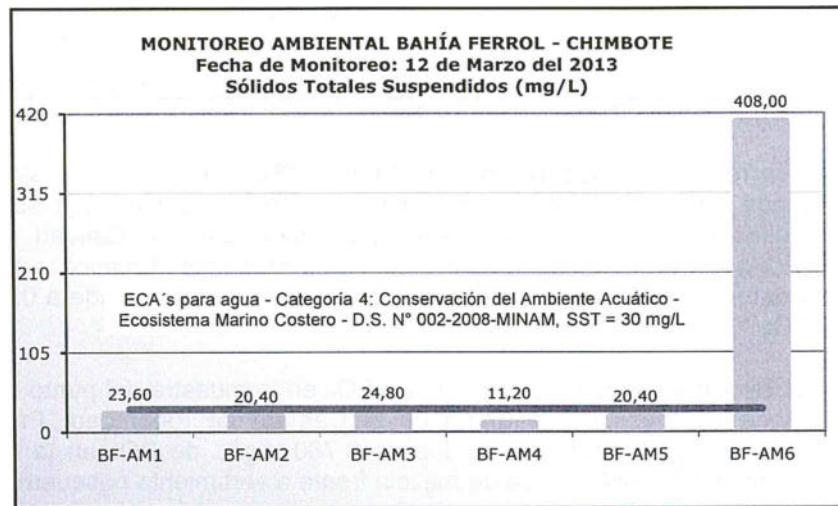 MONITOREO AMBIENTAL BAHÍA FERROL - CHIMBOTE
Fecha de Monitoreo: 12 de Marzo del 2013
Sólidos Totales Suspendidos (mg/L)
408,00
420
315
210
ECA´s para agua - Categoría 4: Conservación del Ambiente Acuático -
Ecosistema Marino Costero - D.S. N° 002-2008-MINAM, SST = 30 mg/L
105
23,60 20,40 24,80 11,20 20,40
0
BF-AM1 BF-AM2 BF-AM3 BF-AM4 BF-AM5 BF-AM6